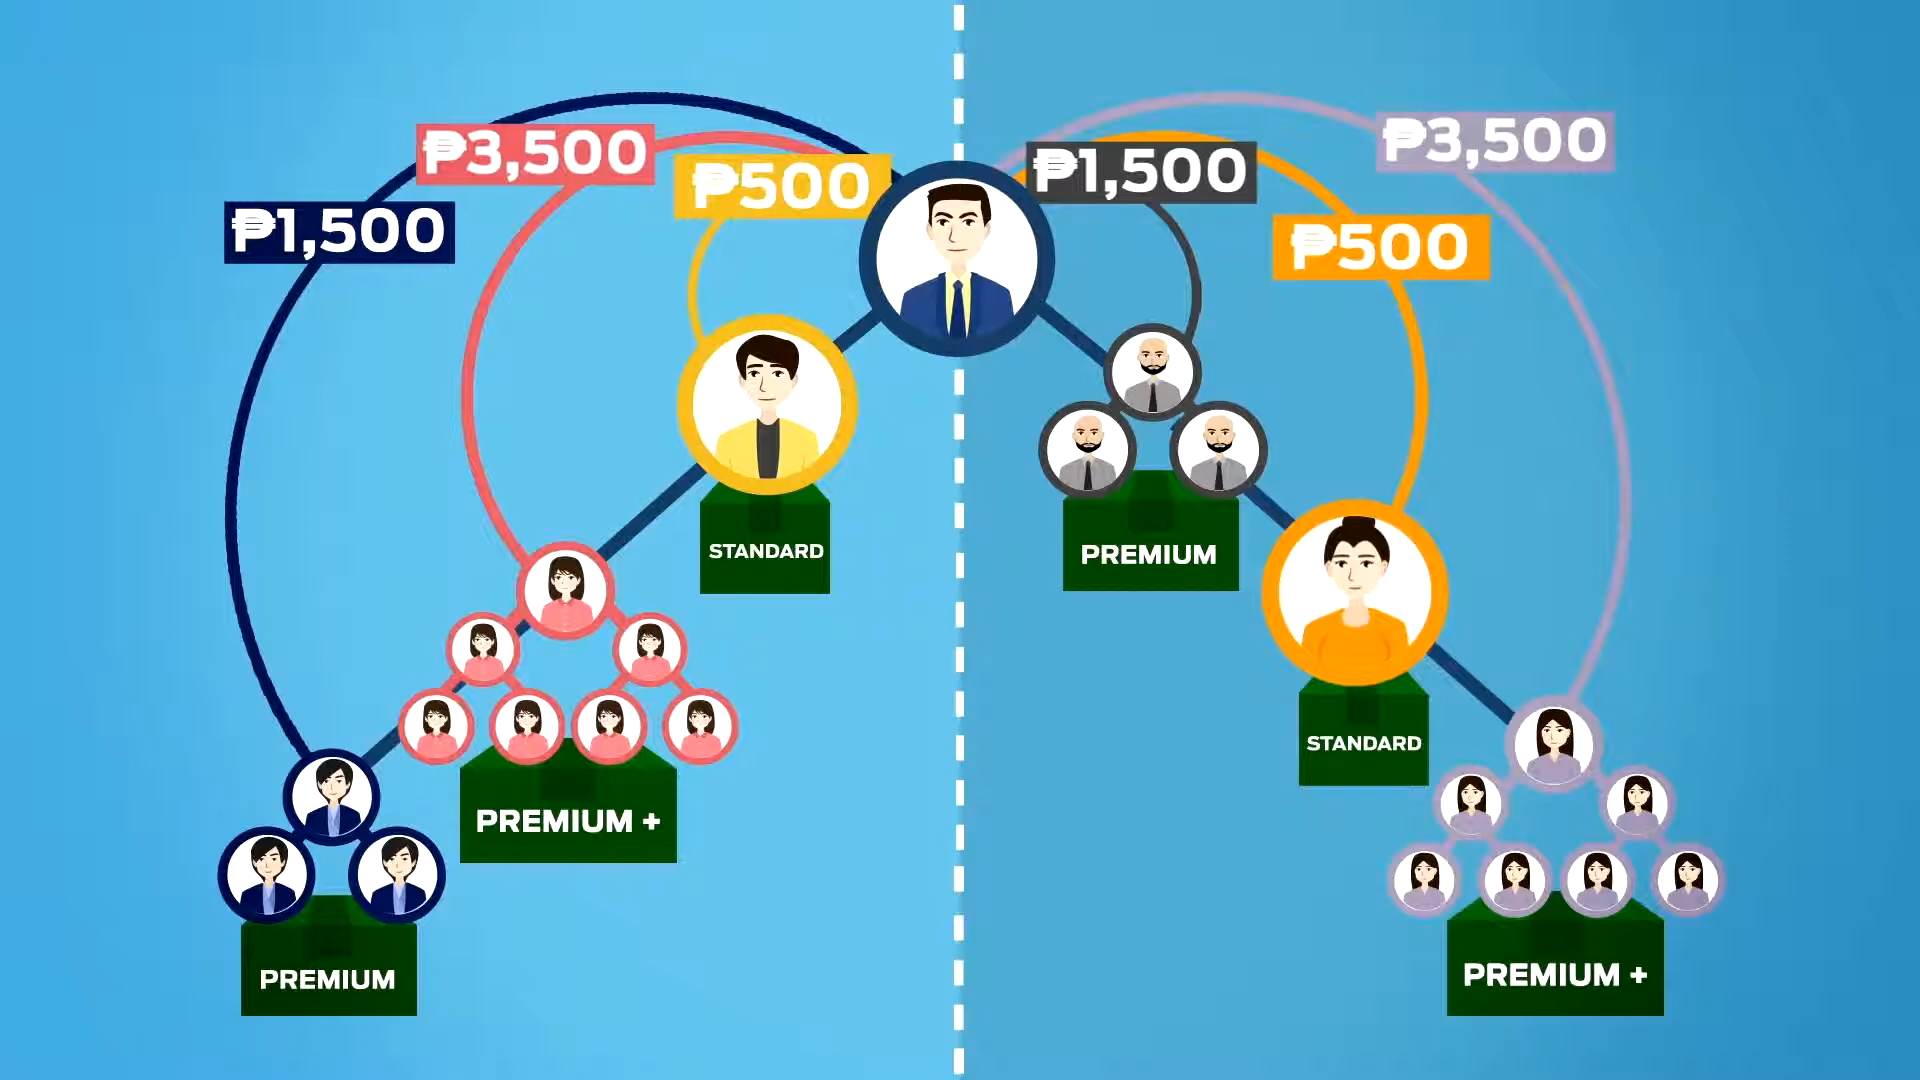 ₱3,500
₱500
₱1,500
STANDARD
PREMIUM +
PREMIUM
₱1,500
₱3,500
₱500
PREMIUM
STANDARD
PREMIUM +